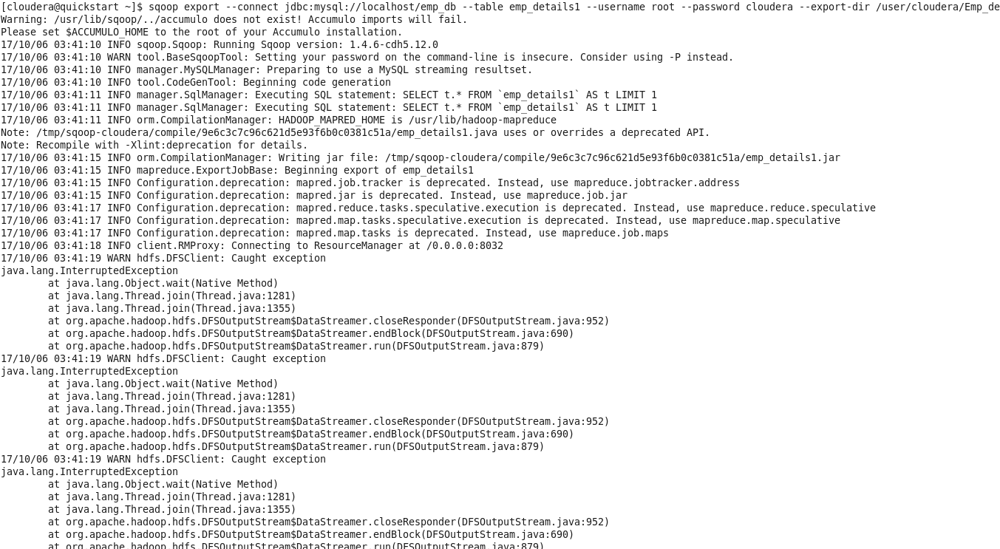 [cloudera@quickstart ~]$ sqoop export --connect jdbc:mysql://localhost/emp_db --table emp_details1 --username root --password cloudera --export-dir /user/cloudera/Emp_de
Warning: /usr/lib/sqoop/../accumulo does not exist! Accumulo imports will fail.
Please set $ACCUMULO_HOME to the root of your Accumulo installation.
17/10/06 03:41:10 INFO sqoop.Sqoop: Running Sqoop version: 1.4.6-cdh5.12.0
17/10/06 03:41:10 WARN tool.BaseSqoopTool: Setting your password on the command-line is insecure. Consider using -P instead.
17/10/06 03:41:10 INFO manager.MySQLManager: Preparing to use a MySQL streaming resultset.
17/10/06 03:41:10 INFO tool.CodeGenTool: Beginning code generation
17/10/06 03:41:11 INFO manager.SqlManager: Executing SQL statement: SELECT t.* FROM `emp_details1` AS t LIMIT 1
17/10/06 03:41:11 INFO manager.SqlManager: Executing SQL statement: SELECT t.* FROM `emp_details1` AS t LIMIT 1
17/10/06 03:41:11 INFO orm.CompilationManager: HADOOP_MAPRED_HOME is /usr/lib/hadoop-mapreduce
Note: /tmp/sqoop-cloudera/compile/9e6c3c7c96c621d5e93f6b0c0381c51a/emp_details1.java uses or overrides a deprecated API.
Note: Recompile with -Xlint:deprecation for details.
17/10/06 03:41:15 INFO orm.CompilationManager: Writing jar file: /tmp/sqoop-cloudera/compile/9e6c3c7c96c621d5e93f6b0c0381c51a/emp_details1.jar
17/10/06 03:41:15 INFO mapreduce.ExportJobBase: Beginning export of emp_details1
17/10/06 03:41:15 INFO Configuration.deprecation: mapred.job.tracker is deprecated. Instead, use mapreduce.jobtracker.address
17/10/06 03:41:15 INFO Configuration.deprecation: mapred.jar is deprecated. Instead, use mapreduce.job.jar
17/10/06 03:41:17 INFO Configuration.deprecation: mapred.reduce.tasks.speculative.execution is deprecated. Instead, use mapreduce.reduce.speculative
17/10/06 03:41:17 INFO Configuration.deprecation: mapred.map.tasks.speculative.execution is deprecated. Instead, use mapreduce.map.speculative
17/10/06 03:41:17 INFO Configuration.deprecation: mapred.map.tasks is deprecated. Instead, use mapreduce.job.maps
17/10/06 03:41:18 INFO client.RMProxy: Connecting to ResourceManager at /0.0.0.0:8032
17/10/06 03:41:19 WARN hdfs.DFSClient: Caught exception
java.lang.InterruptedException
        at java.lang.Object.wait(Native Method)
        at java.lang.Thread.join(Thread.java:1281)
        at java.lang.Thread.join(Thread.java:1355)
        at org.apache.hadoop.hdfs.DFSOutputStream$DataStreamer.closeResponder(DFSOutputStream.java:952)
        at org.apache.hadoop.hdfs.DFSOutputStream$DataStreamer.endBlock(DFSOutputStream.java:690)
        at org.apache.hadoop.hdfs.DFSOutputStream$DataStreamer.run(DFSOutputStream.java:879)
17/10/06 03:41:19 WARN hdfs.DFSClient: Caught exception
java.lang.InterruptedException
        at java.lang.Object.wait(Native Method)
        at java.lang.Thread.join(Thread.java:1281)
        at java.lang.Thread.join(Thread.java:1355)
        at org.apache.hadoop.hdfs.DFSOutputStream$DataStreamer.closeResponder(DFSOutputStream.java:952)
        at org.apache.hadoop.hdfs.DFSOutputStream$DataStreamer.endBlock(DFSOutputStream.java:690)
        at org.apache.hadoop.hdfs.DFSOutputStream$DataStreamer.run(DFSOutputStream.java:879)
17/10/06 03:41:19 WARN hdfs.DFSClient: Caught exception
java.lang.InterruptedException
        at java.lang.Object.wait(Native Method)
        at java.lang.Thread.join(Thread.java:1281)
        at java.lang.Thread.join(Thread.java:1355)
        at org.apache.hadoop.hdfs.DFSOutputStream$DataStreamer.closeResponder(DFSOutputStream.java:952)
        at org.apache.hadoop.hdfs.DFSOutputStream$DataStreamer.endBlock(DFSOutputStream.java:690)
        at org.apache.hadoop.hdfs.DFSOutputStream$DataStreamer.run(DFSOutputStream.java:879)